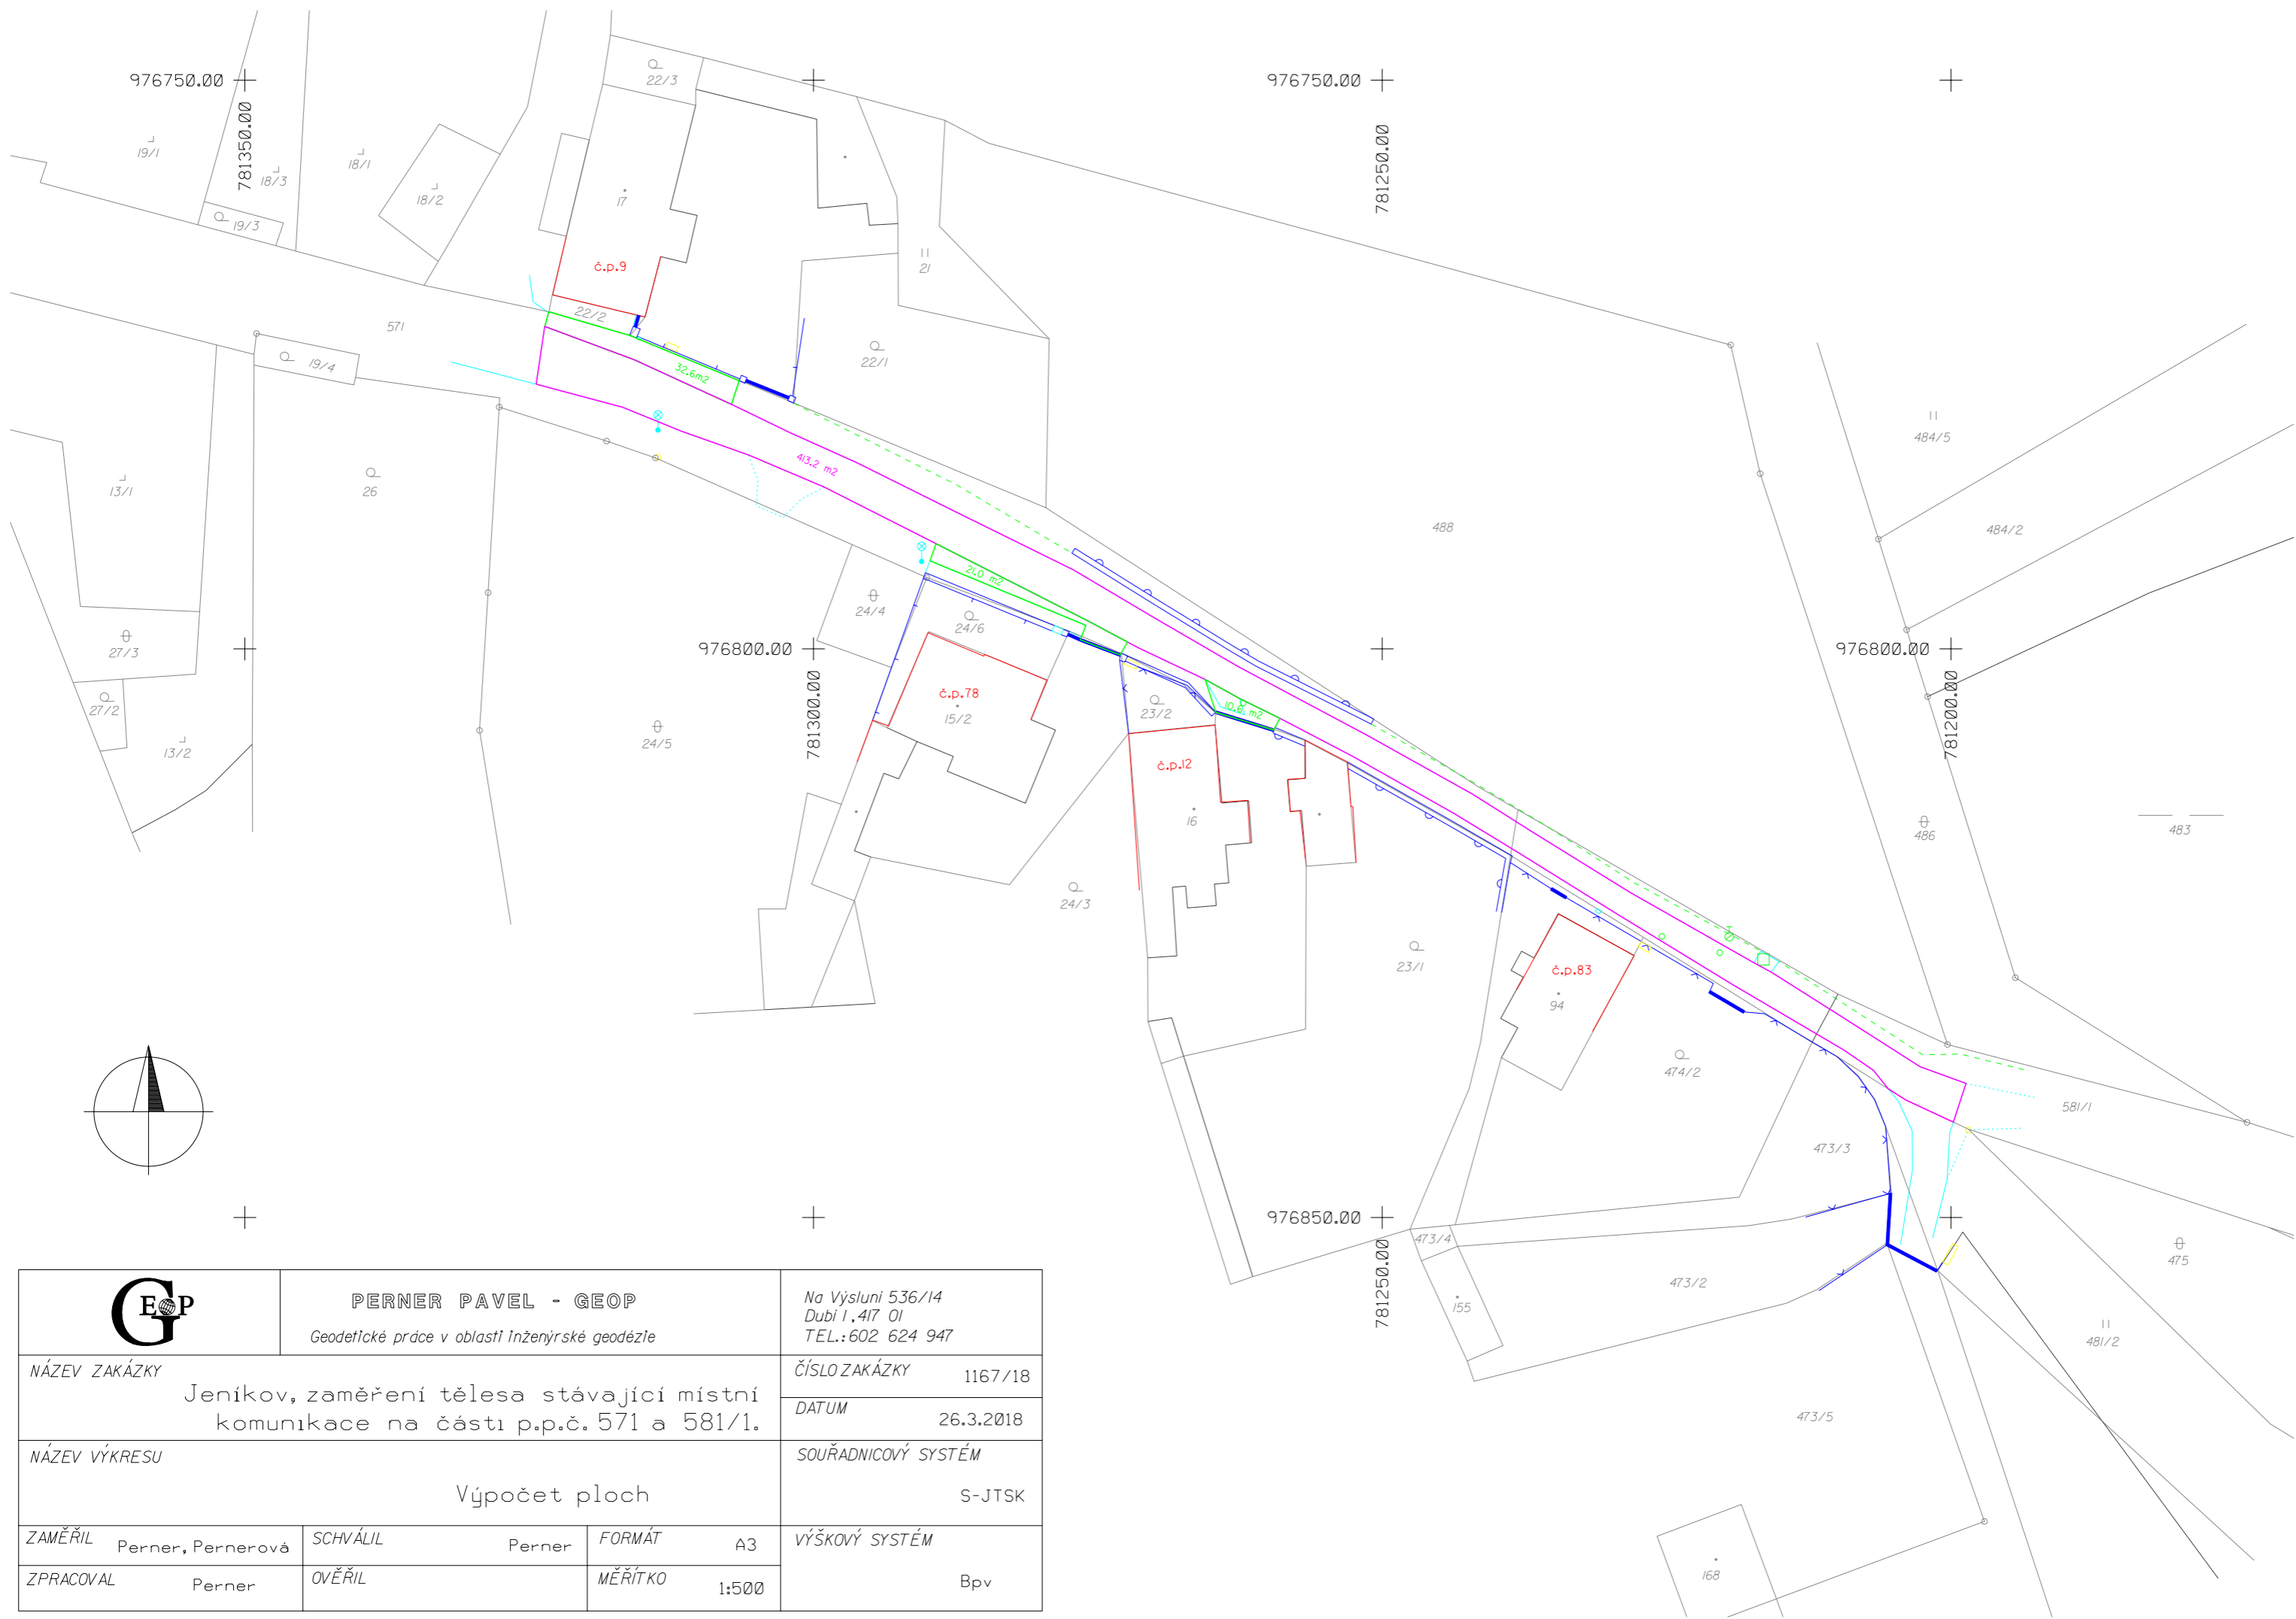 976750.00
976750.00
781350.00
781250.00
22/3
19/1
18/3
18/1
18/2
19/3
17
č.p.9
21
22/2
571
22/1
19/4
32.6m2
413.2 m2
484/5
13/1
26
488
484/2
21.0 m2
24/4
24/6
27/3
976800.00
976800.00
781300.00
781200.00
č.p.78
15/2
27/2
23/2
10.8 m2
13/2
24/5
č.p.12
16
486
483
24/3
23/1
č.p.83
94
474/2
581/1
473/3
976850.00
781250.00
473/4
473/2
475
155
481/2
473/5
168
GEOP
PERNER PAVEL - GEOP
Geodetické práce v oblasti inženýrské geodézie
Na Výsluní 536/14
Dubí 1, 417 01
TEL.: 602 624 947
NÁZEV ZAKÁZKY
Jeníkov, zaměření tělesa stávající místní
komunikace na části p.p.č. 571 a 581/1.
ČÍSLO ZAKÁZKY 1167/18
DATUM 26.3.2018
NÁZEV VÝKRESU
Výpočet ploch
SOUŘADNICOVÝ SYSTÉM
S-JTSK
ZAMĚŘIL Perner, Pernerová
SCHVÁLIL Perner
FORMÁT A3
VÝŠKOVÝ SYSTÉM
Bpv
ZPRACOVAL Perner
OVĚŘIL
MĚŘÍTKO 1:500